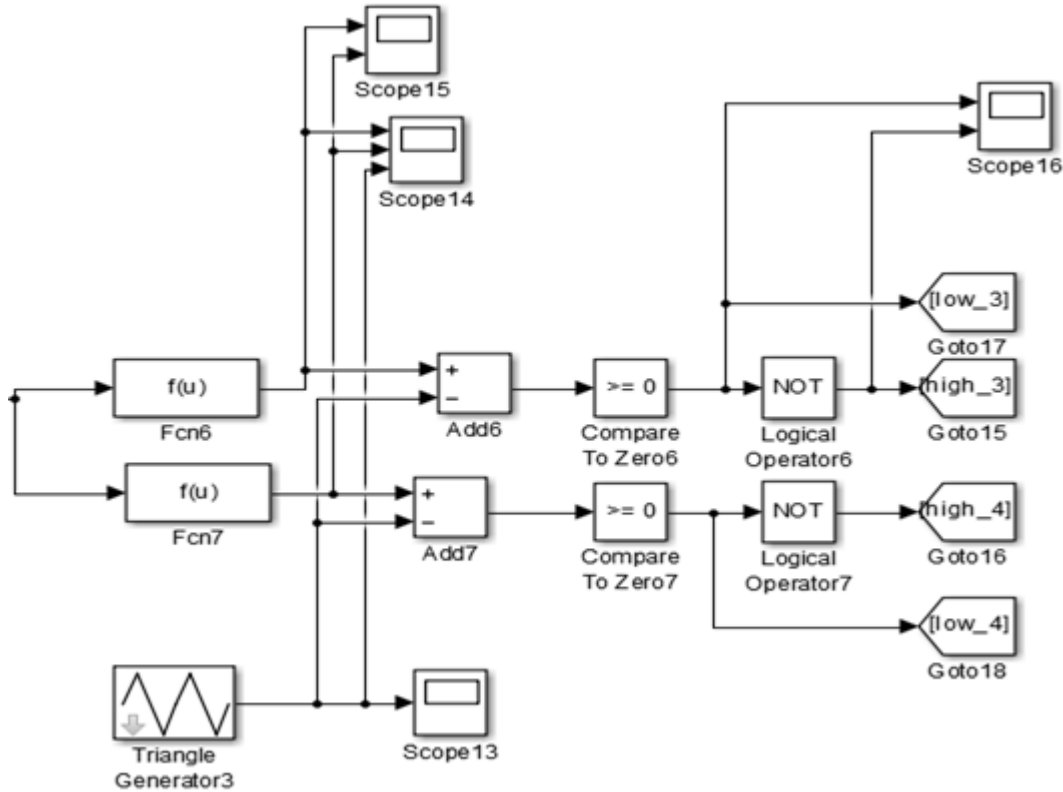 Scope15
Scope14
Scope16
[low_3]
Goto17
f(u)
Fcn6
+
−
Add6
>= 0
Compare
To Zero6
NOT
Logical
Operator6
[high_3]
Goto15
f(u)
Fcn7
+
−
Add7
>= 0
Compare
To Zero7
NOT
Logical
Operator7
[high_4]
Goto16
[low_4]
Goto18
Triangle
Generator3
Scope13